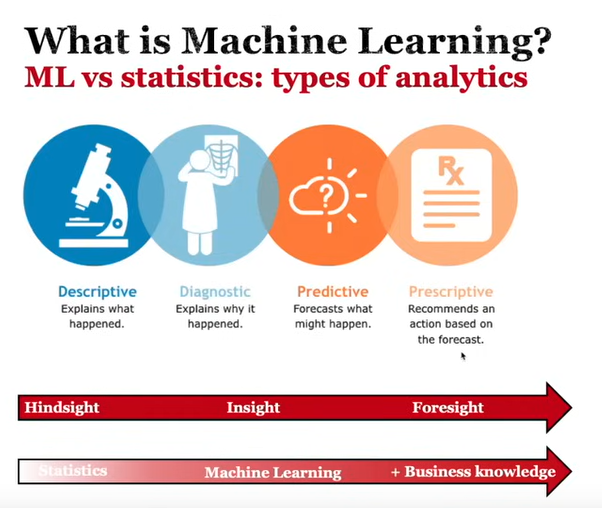 What is Machine Learning?
ML vs statistics: types of analytics
?
Rx
Descriptive
Explains what
happened.
Diagnostic
Explains why it
happened.
Predictive
Forecasts what
might happen.
Prescriptive
Recommends an
action based on
the forecast.
Hindsight Insight Foresight
Statistics Machine Learning + Business knowledge